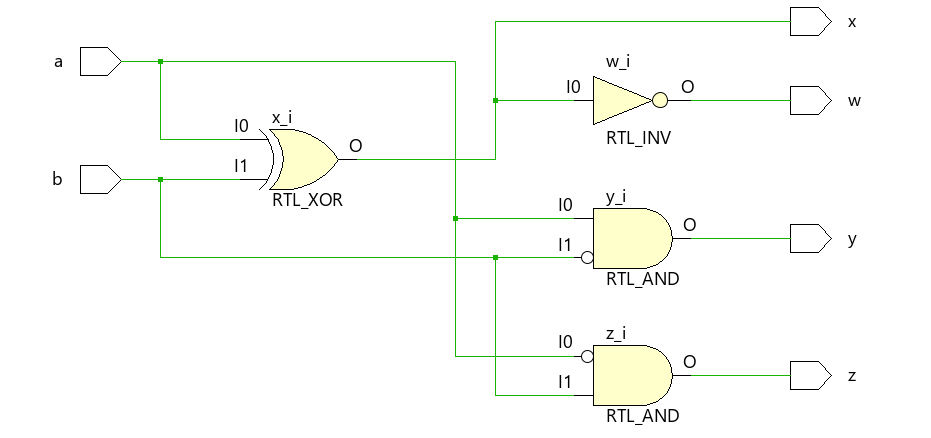 x
a
w_i
I0
O
w
RTL_INV
x_i
I0
O
I1
b
RTL_XOR
y_i
I0
O
y
I1
RTL_AND
z_i
I0
O
z
I1
RTL_AND